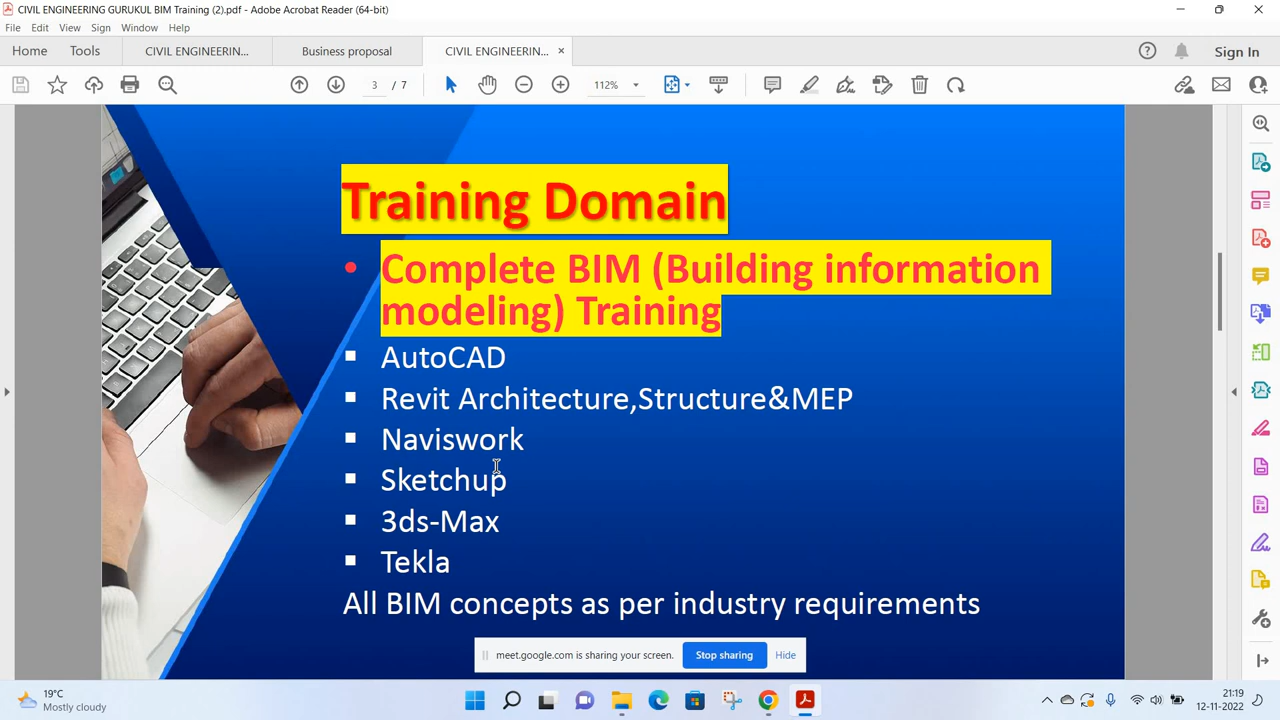 CIVIL ENGINEERING GURUKUL BIM Training (2).pdf - Adobe Acrobat Reader (64-bit)
File Edit View Sign Window Help
Home Tools CIVIL ENGINEERIN... Business proposal CIVIL ENGINEERIN... × Sign In
3 / 7 112%
Training Domain
• Complete BIM (Building information
modeling) Training
▪ AutoCAD
▪ Revit Architecture,Structure&MEP
▪ Naviswork
▪ Sketchup
▪ 3ds-Max
▪ Tekla
All BIM concepts as per industry requirements
meet.google.com is sharing your screen. Stop sharing Hide
19°C
Mostly cloudy
21:19
12-11-2022